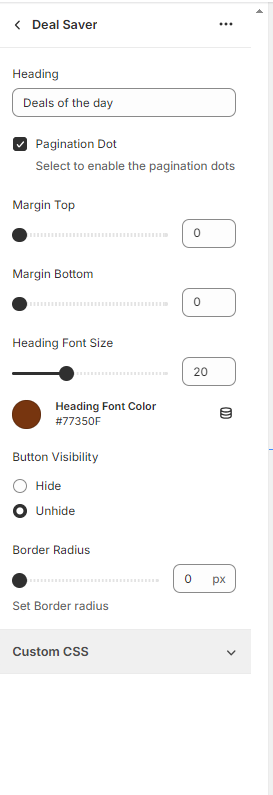 Deal Saver
Heading
Deals of the day
Pagination Dot
Select to enable the pagination dots
Margin Top
0
Margin Bottom
0
Heading Font Size
20
Heading Font Color
#77350F
Button Visibility
Hide
Unhide
Border Radius
0 px
Set Border radius
Custom CSS